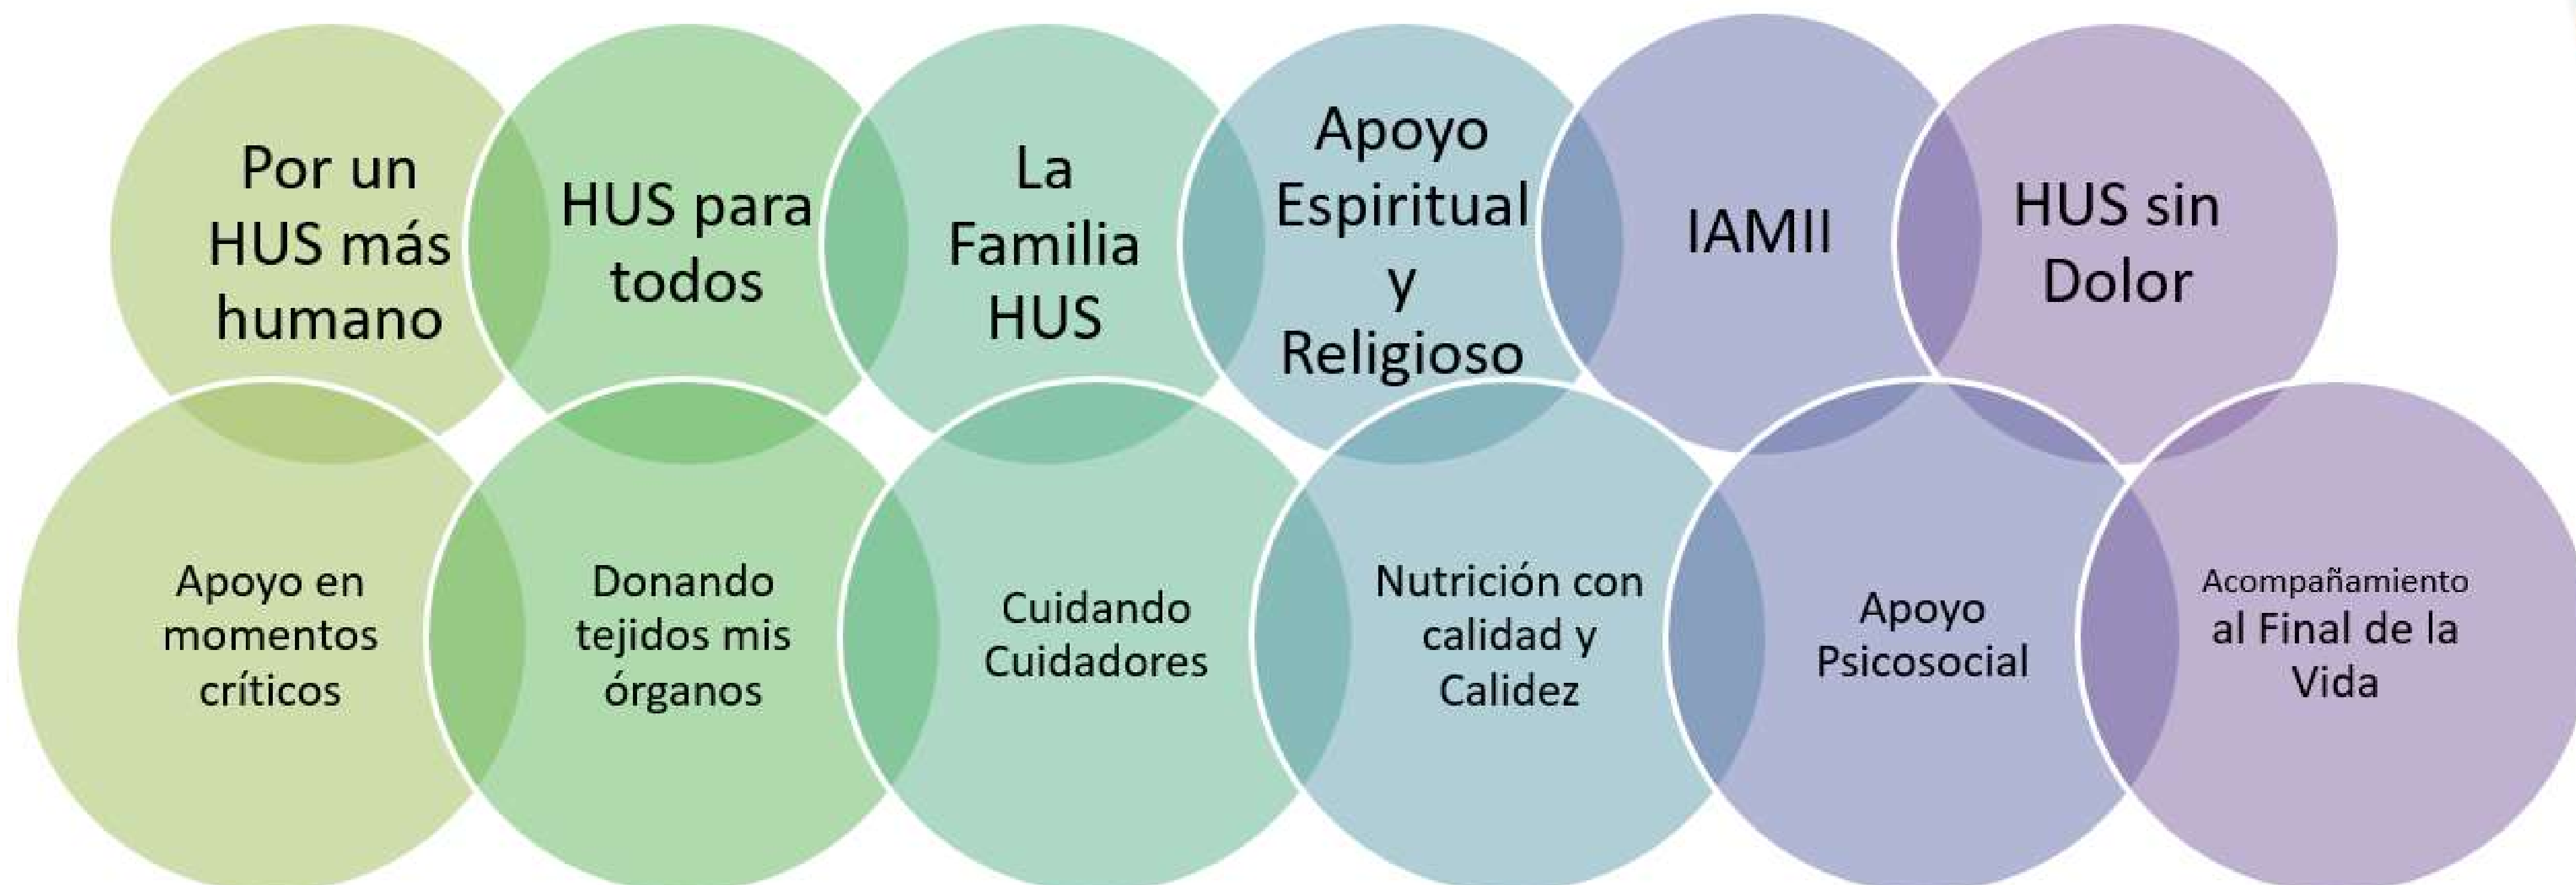 Por un
HUS más
humano
HUS para
todos
La
Familia
HUS
Apoyo
Espiritual
y
Religioso
IAMII
HUS sin
Dolor
Apoyo en
momentos
críticos
Donando
tejidos mis
órganos
Cuidando
Cuidadores
Nutrición con
calidad y
Calidez
Apoyo
Psicosocial
Acompañamiento
al Final de la
Vida